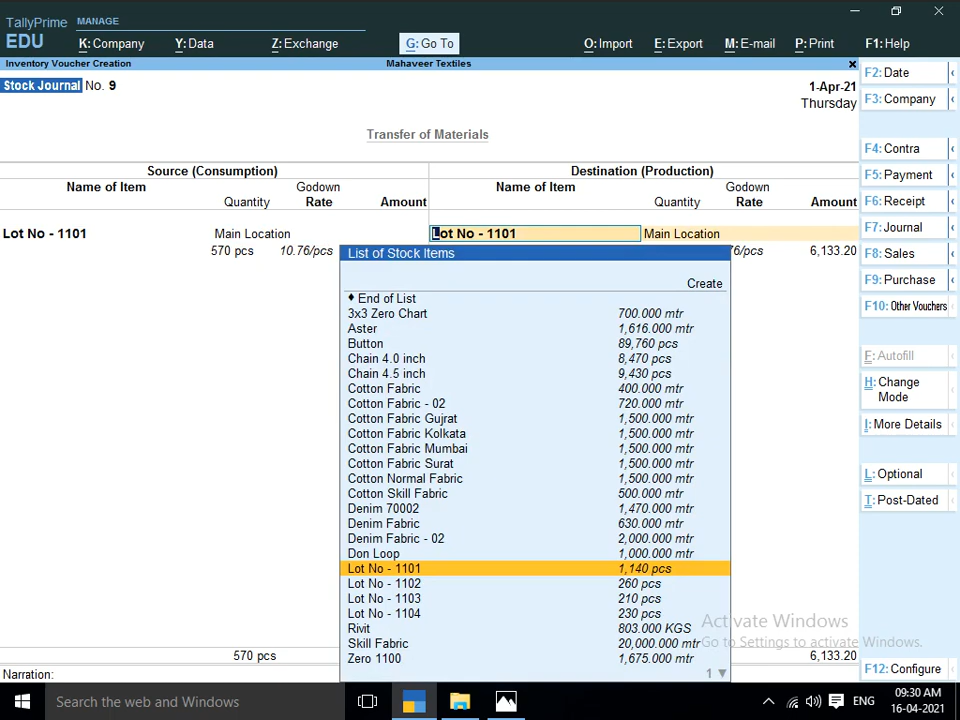 TallyPrime
EDU
MANAGE
K: Company
Y: Data
Z: Exchange
G: Go To
O: Import
E: Export
M: E-mail
P: Print
F1: Help
Inventory Voucher Creation
Mahaveer Textiles
Stock Journal No. 9
1-Apr-21
Thursday
Transfer of Materials
Source (Consumption)
Destination (Production)
Name of Item Godown
Quantity Rate Amount
Name of Item Godown
Quantity Rate Amount
Lot No - 1101 Main Location
570 pcs 10.76/pcs
Lot No - 1101 Main Location
76/pcs 6,133.20
List of Stock Items
Create
♦ End of List
3x3 Zero Chart 700.000 mtr
Aster 1,616.000 mtr
Button 89,760 pcs
Chain 4.0 inch 8,470 pcs
Chain 4.5 inch 9,430 pcs
Cotton Fabric 400.000 mtr
Cotton Fabric - 02 720.000 mtr
Cotton Fabric Gujrat 1,500.000 mtr
Cotton Fabric Kolkata 1,500.000 mtr
Cotton Fabric Mumbai 1,500.000 mtr
Cotton Fabric Surat 1,500.000 mtr
Cotton Normal Fabric 1,500.000 mtr
Cotton Skill Fabric 500.000 mtr
Denim 70002 1,470.000 mtr
Denim Fabric 630.000 mtr
Denim Fabric - 02 2,000.000 mtr
Don Loop 1,000.000 mtr
Lot No - 1101 1,140 pcs
Lot No - 1102 260 pcs
Lot No - 1103 210 pcs
Lot No - 1104 230 pcs
Rivit 803.000 KGS
Skill Fabric 20,000.000 mtr
Zero 1100 1,675.000 mtr
1 ▼
570 pcs
6,133.20
Narration:
F2: Date
F3: Company
F4: Contra
F5: Payment
F6: Receipt
F7: Journal
F8: Sales
F9: Purchase
F10: Other Vouchers
F: Autofill
H: Change
Mode
I: More Details
L: Optional
T: Post-Dated
F12: Configure
Activate Windows
Go to Settings to activate Windows.
Search the web and Windows
ENG
09:30 AM
16-04-2021